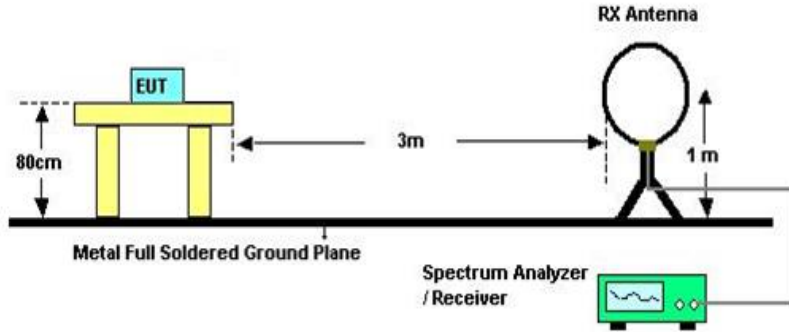 RX Antenna
EUT
3m
80cm
1 m
Metal Full Soldered Ground Plane
Spectrum Analyzer
/ Receiver